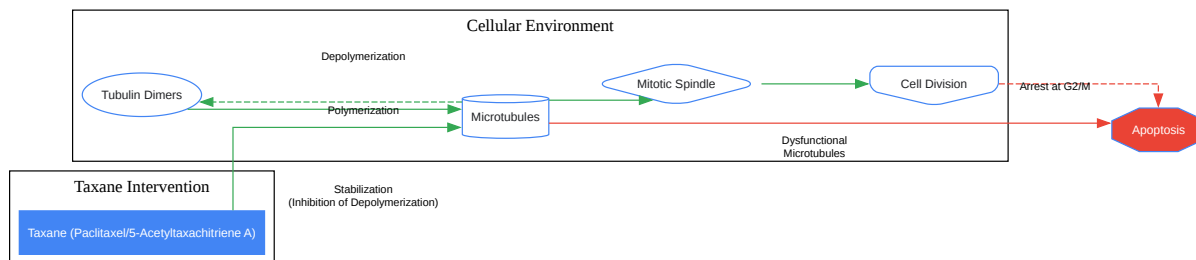 Cellular Environment
Depolymerization
Tubulin Dimers
Mitotic Spindle
Cell Division
Arrest at G2/M
Polymerization
Microtubules
Apoptosis
Dysfunctional
Microtubules
Taxane Intervention
Stabilization
(Inhibition of Depolymerization)
Taxane (Paclitaxel/5-Acetyltaxachitriene A)